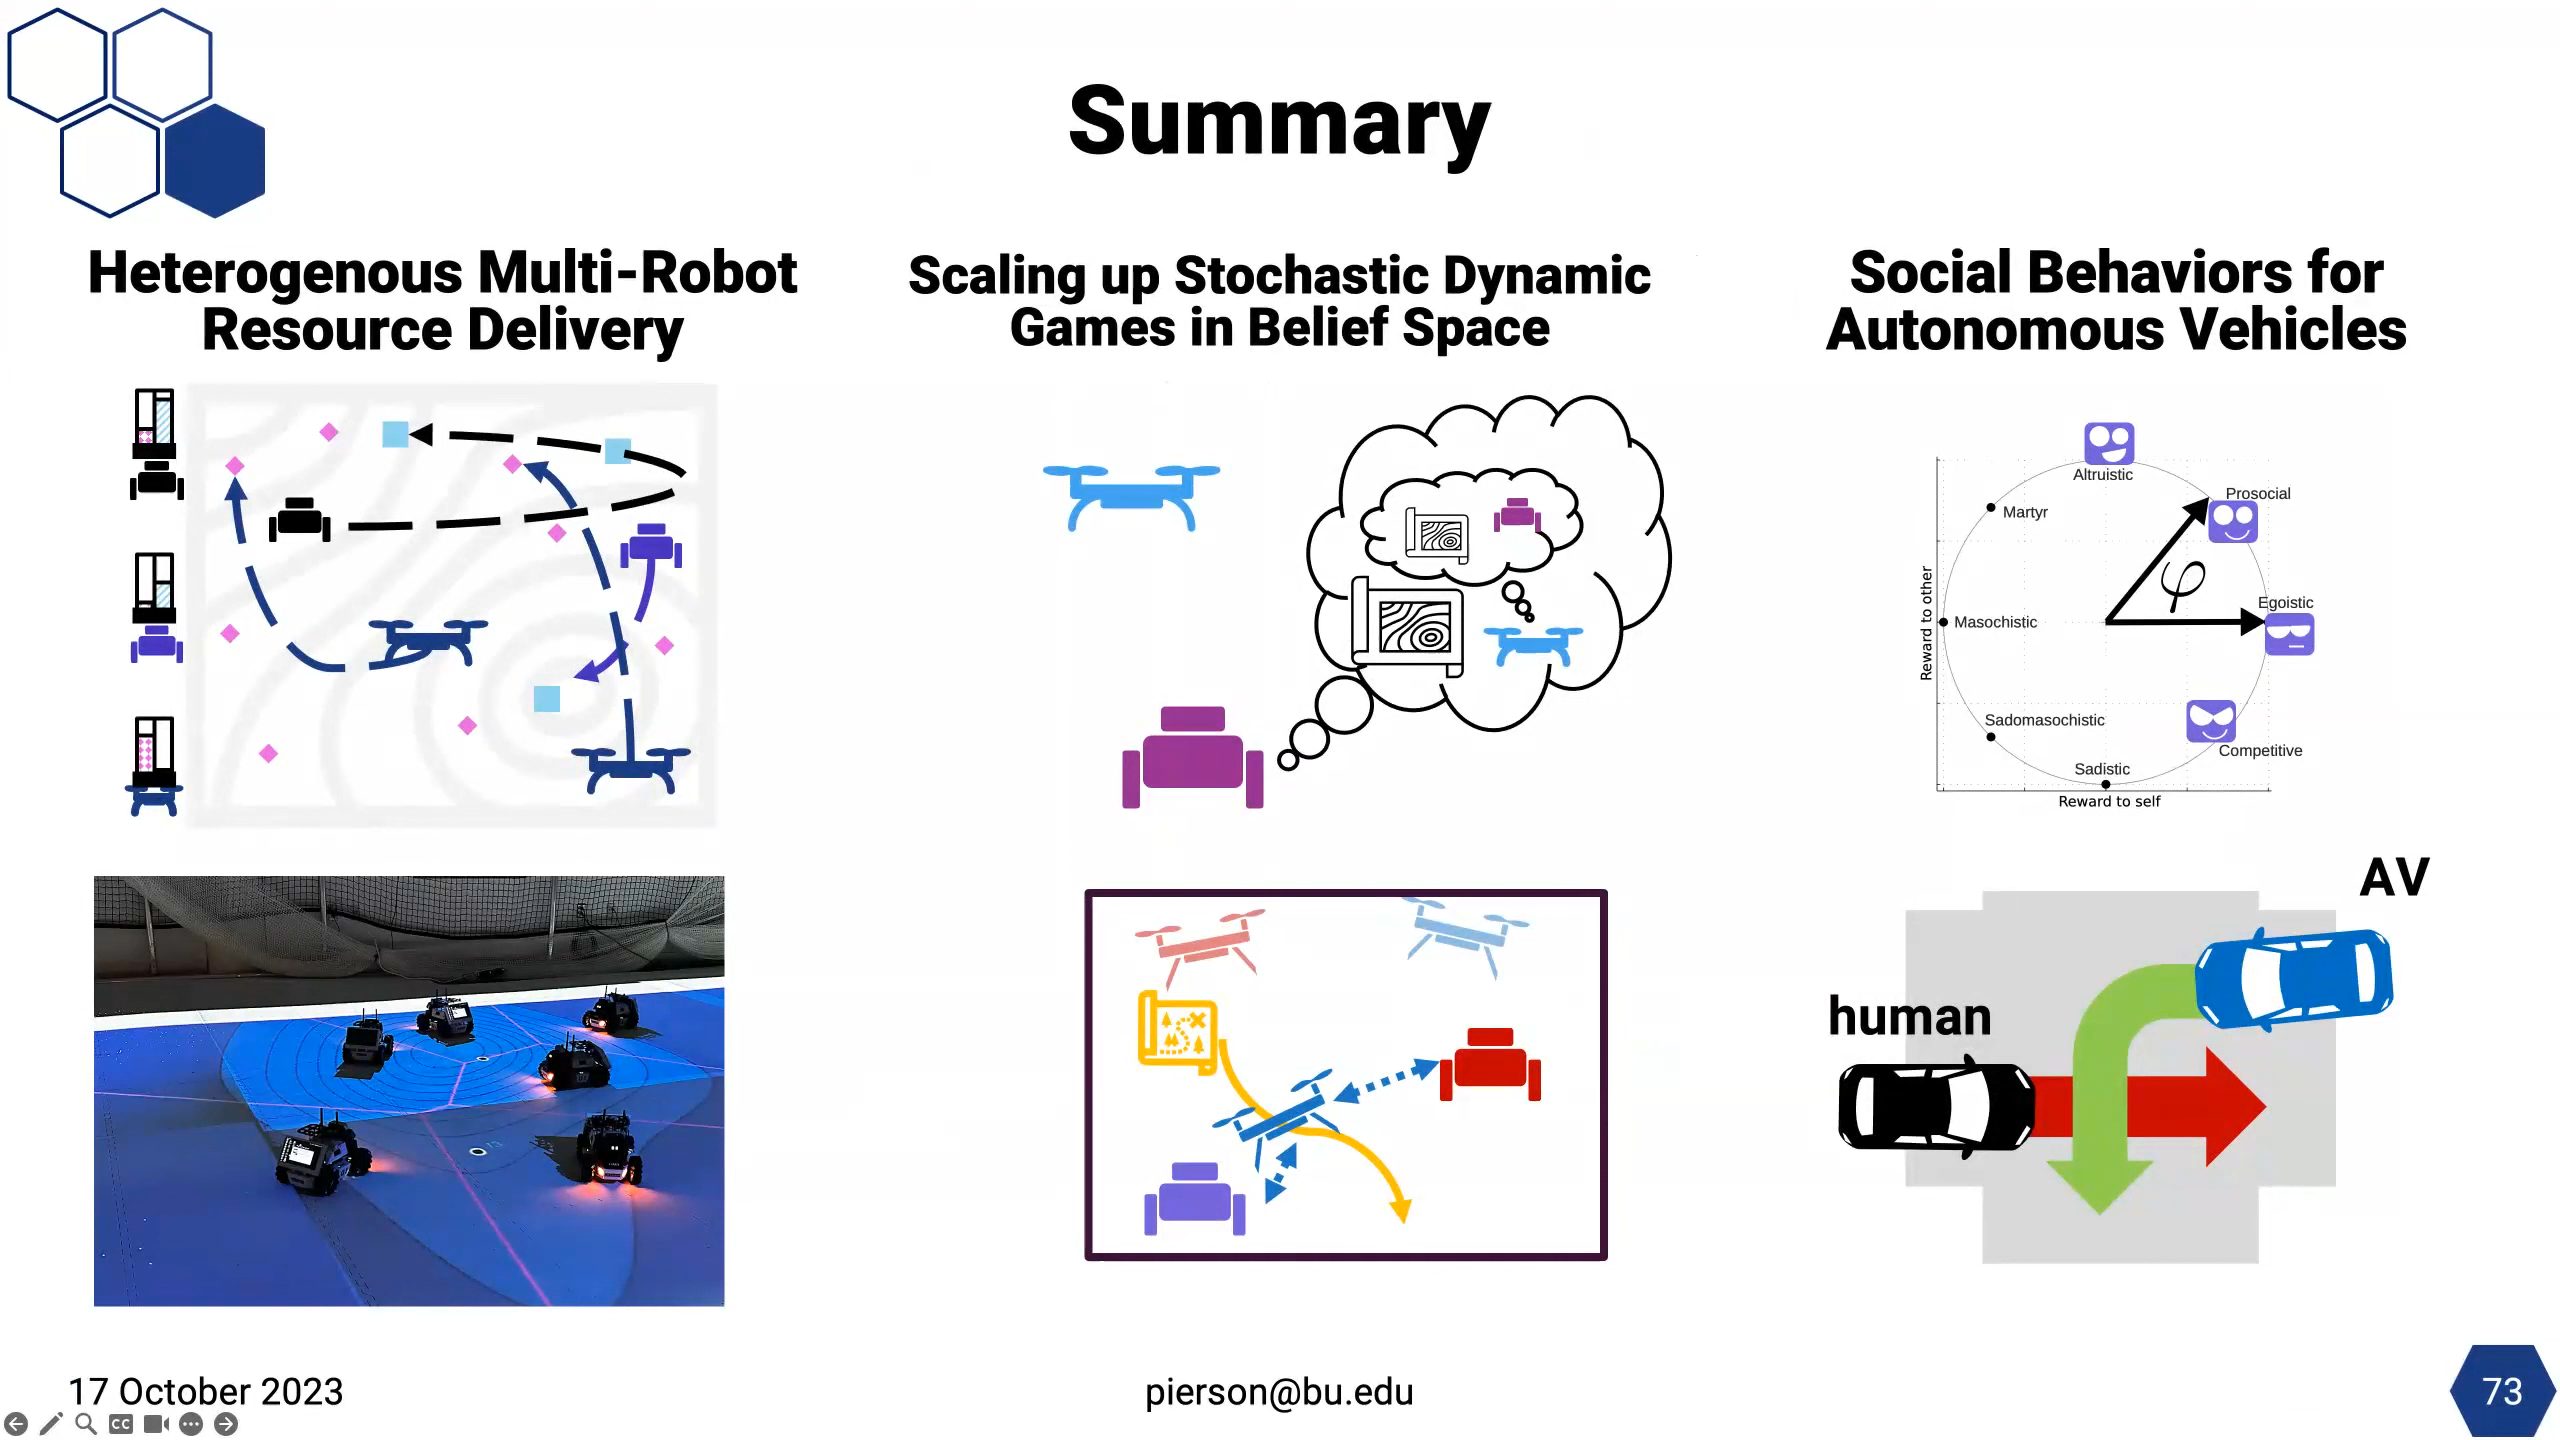 Summary
Heterogenous Multi-Robot
Resource Delivery
Scaling up Stochastic Dynamic
Games in Belief Space
Social Behaviors for
Autonomous Vehicles
Altruistic
Prosocial
Martyr
Egoistic
Masochistic
Sadomasochistic
Competitive
Sadistic
Reward to other
Reward to self
φ
AV
human
17 October 2023
pierson@bu.edu
73
CC